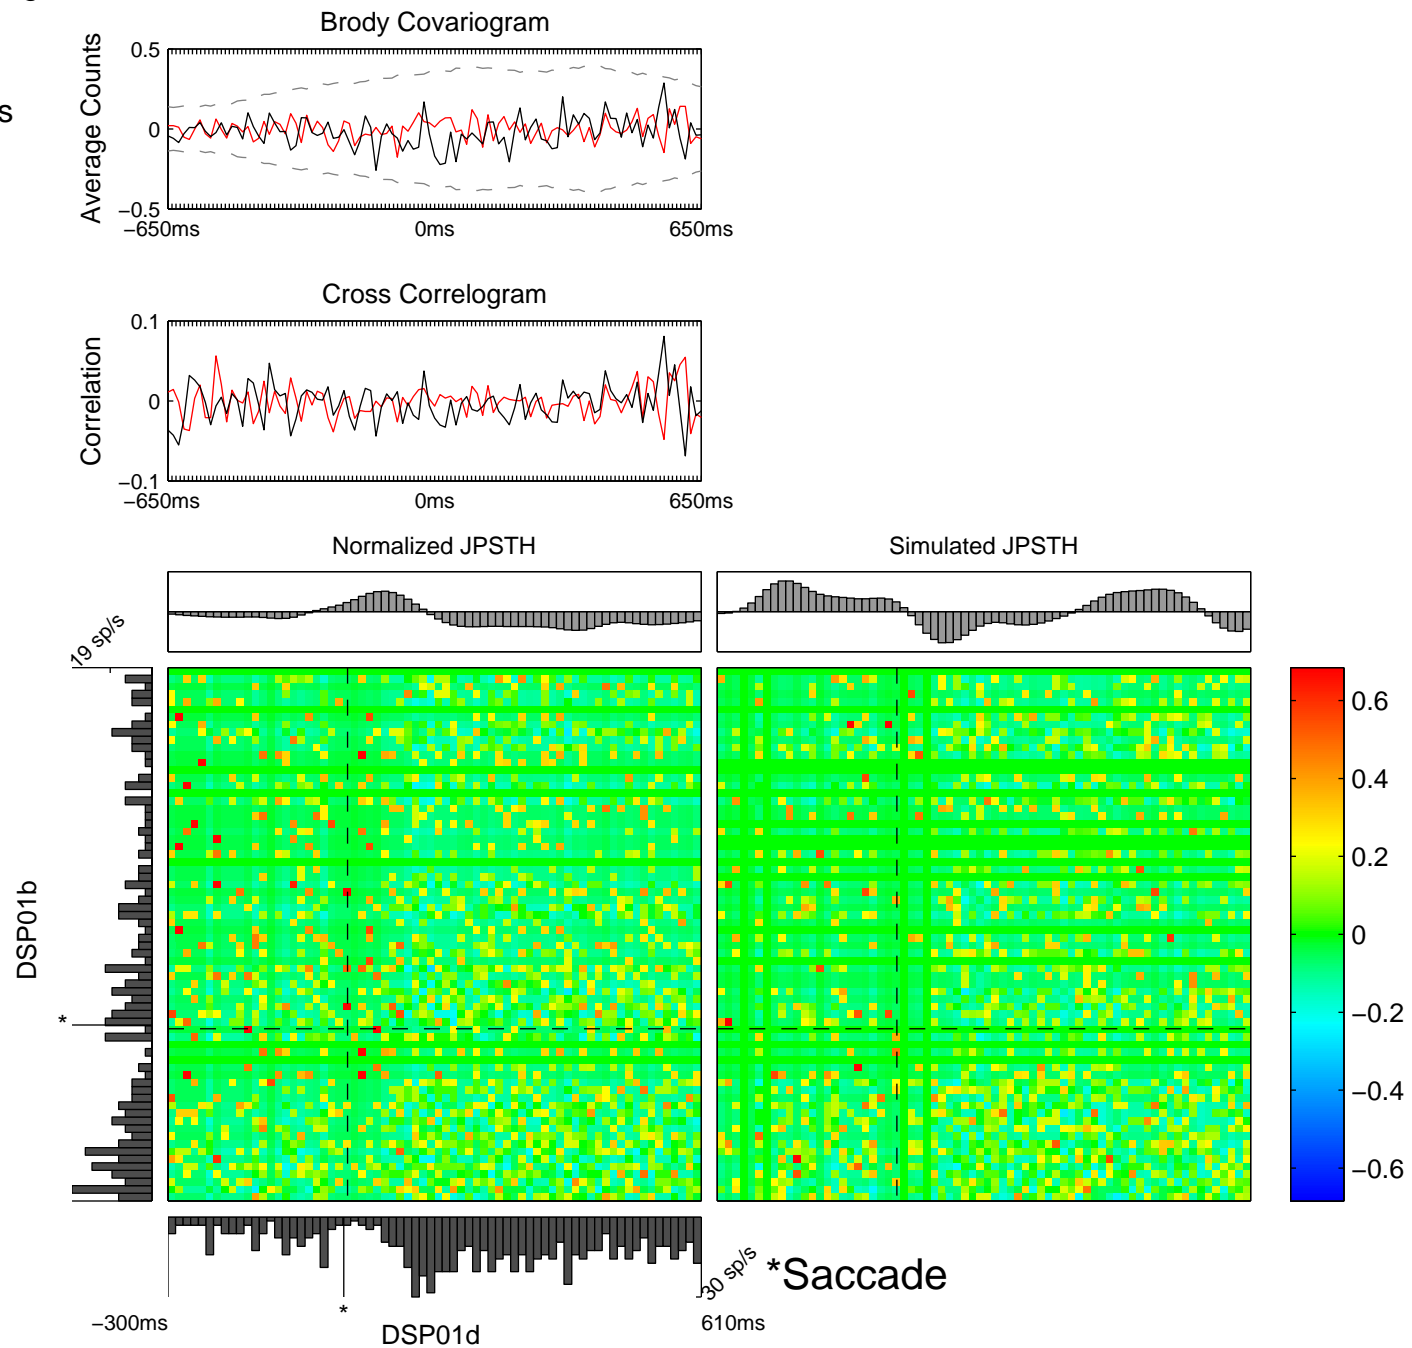 Brody Covariogram
s
Average Counts
0.5
0
−0.5
−650ms
0ms
650ms
Cross Correlogram
Correlation
0.1
0
−0.1
−650ms
0ms
650ms
Normalized JPSTH
Simulated JPSTH
19 sp/s
DSP01b
*
0.6
0.4
0.2
0
−0.2
−0.4
−0.6
30 sp/s
*Saccade
*
−300ms
DSP01d
610ms